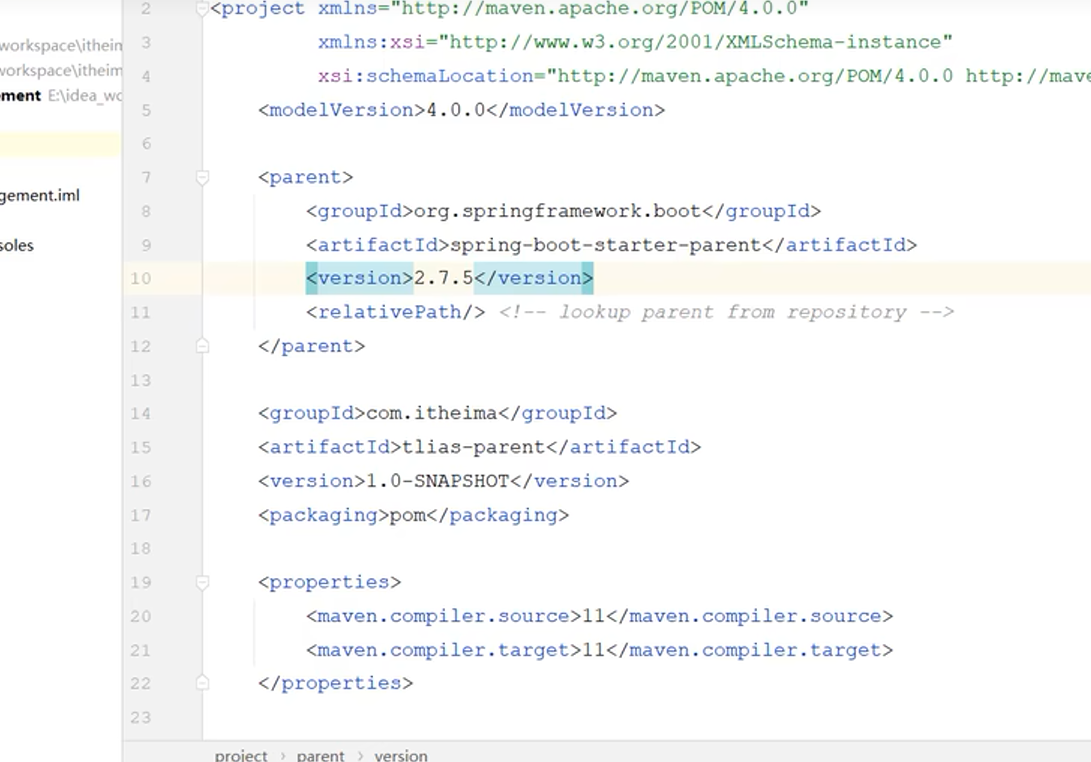 workspace\itheim
workspace\itheim
ment E:\idea_wc
gement.iml
soles
2 <project xmlns="http://maven.apache.org/POM/4.0.0"
3 xmlns:xsi="http://www.w3.org/2001/XMLSchema-instance"
4 xsi:schemaLocation="http://maven.apache.org/POM/4.0.0 http://mave
5 <modelVersion>4.0.0</modelVersion>
6
7 <parent>
8 <groupId>org.springframework.boot</groupId>
9 <artifactId>spring-boot-starter-parent</artifactId>
10 <version>2.7.5</version>
11 <relativePath/> <!-- lookup parent from repository -->
12 </parent>
13
14 <groupId>com.itheima</groupId>
15 <artifactId>tlias-parent</artifactId>
16 <version>1.0-SNAPSHOT</version>
17 <packaging>pom</packaging>
18
19 <properties>
20 <maven.compiler.source>11</maven.compiler.source>
21 <maven.compiler.target>11</maven.compiler.target>
22 </properties>
23
project › parent › version